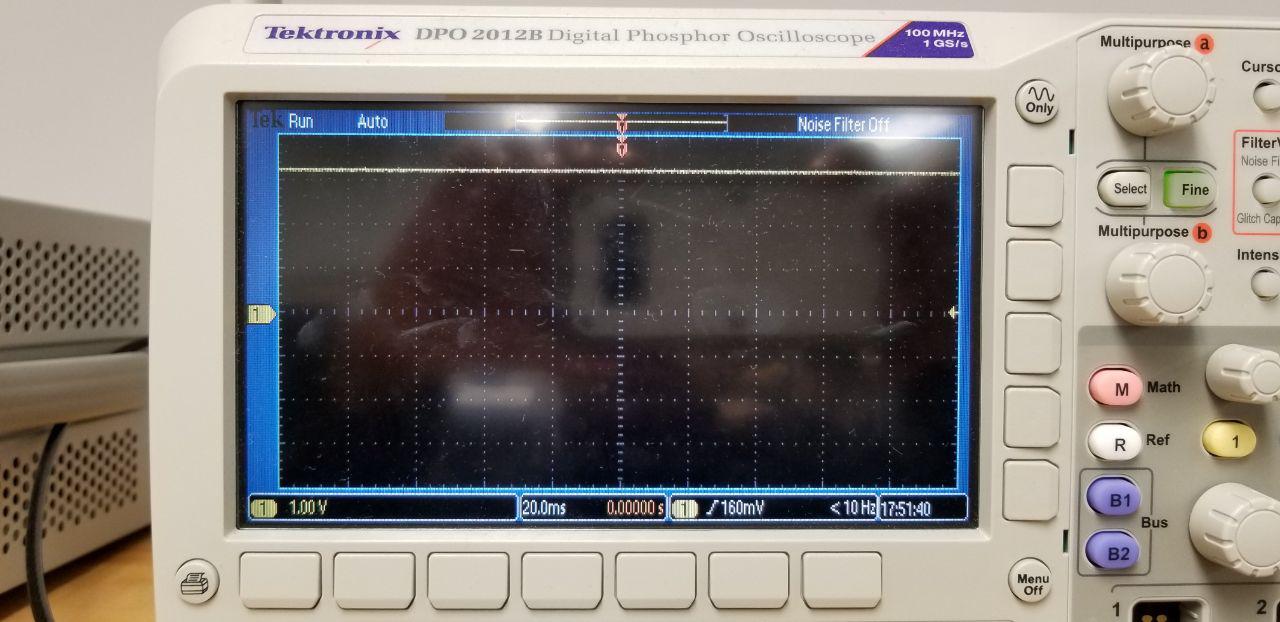 Tektronix DPO 2012B Digital Phosphor Oscilloscope
100 MHz
1 GS/s
Multipurpose a
Only
Tek Run Auto Noise Filter Off
Select
Fine
Noise Fi
Glitch Cap
Multipurpose b
Intens
1
M Math
R Ref
1
B1
Bus
B2
1 1.00 V 20.0ms 0.00000 s 1 160mV < 10 Hz 17:51:40
Menu
Off
1
2